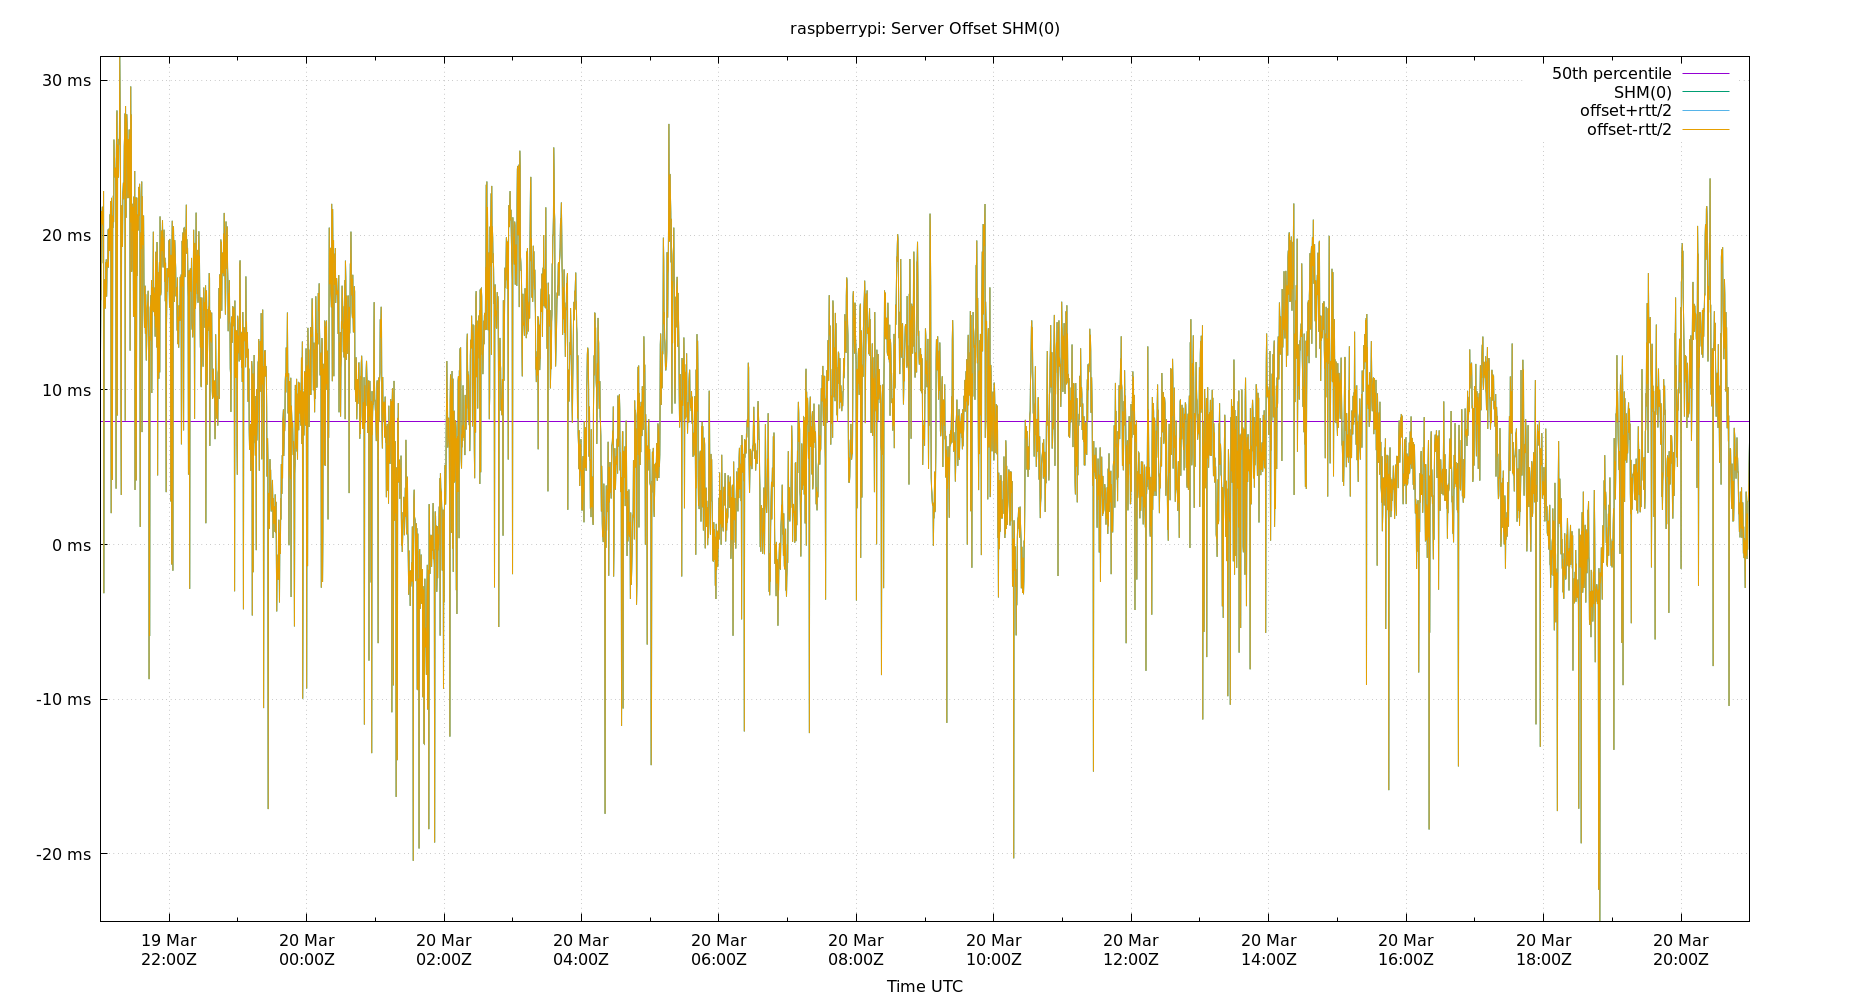 raspberrypi: Server Offset SHM(0)
30 ms
20 ms
10 ms
0 ms
-10 ms
-20 ms
50th percentile
SHM(0)
offset+rtt/2
offset-rtt/2
19 Mar
22:00Z
20 Mar
00:00Z
20 Mar
02:00Z
20 Mar
04:00Z
20 Mar
06:00Z
20 Mar
08:00Z
20 Mar
10:00Z
20 Mar
12:00Z
20 Mar
14:00Z
20 Mar
16:00Z
20 Mar
18:00Z
20 Mar
20:00Z
Time UTC